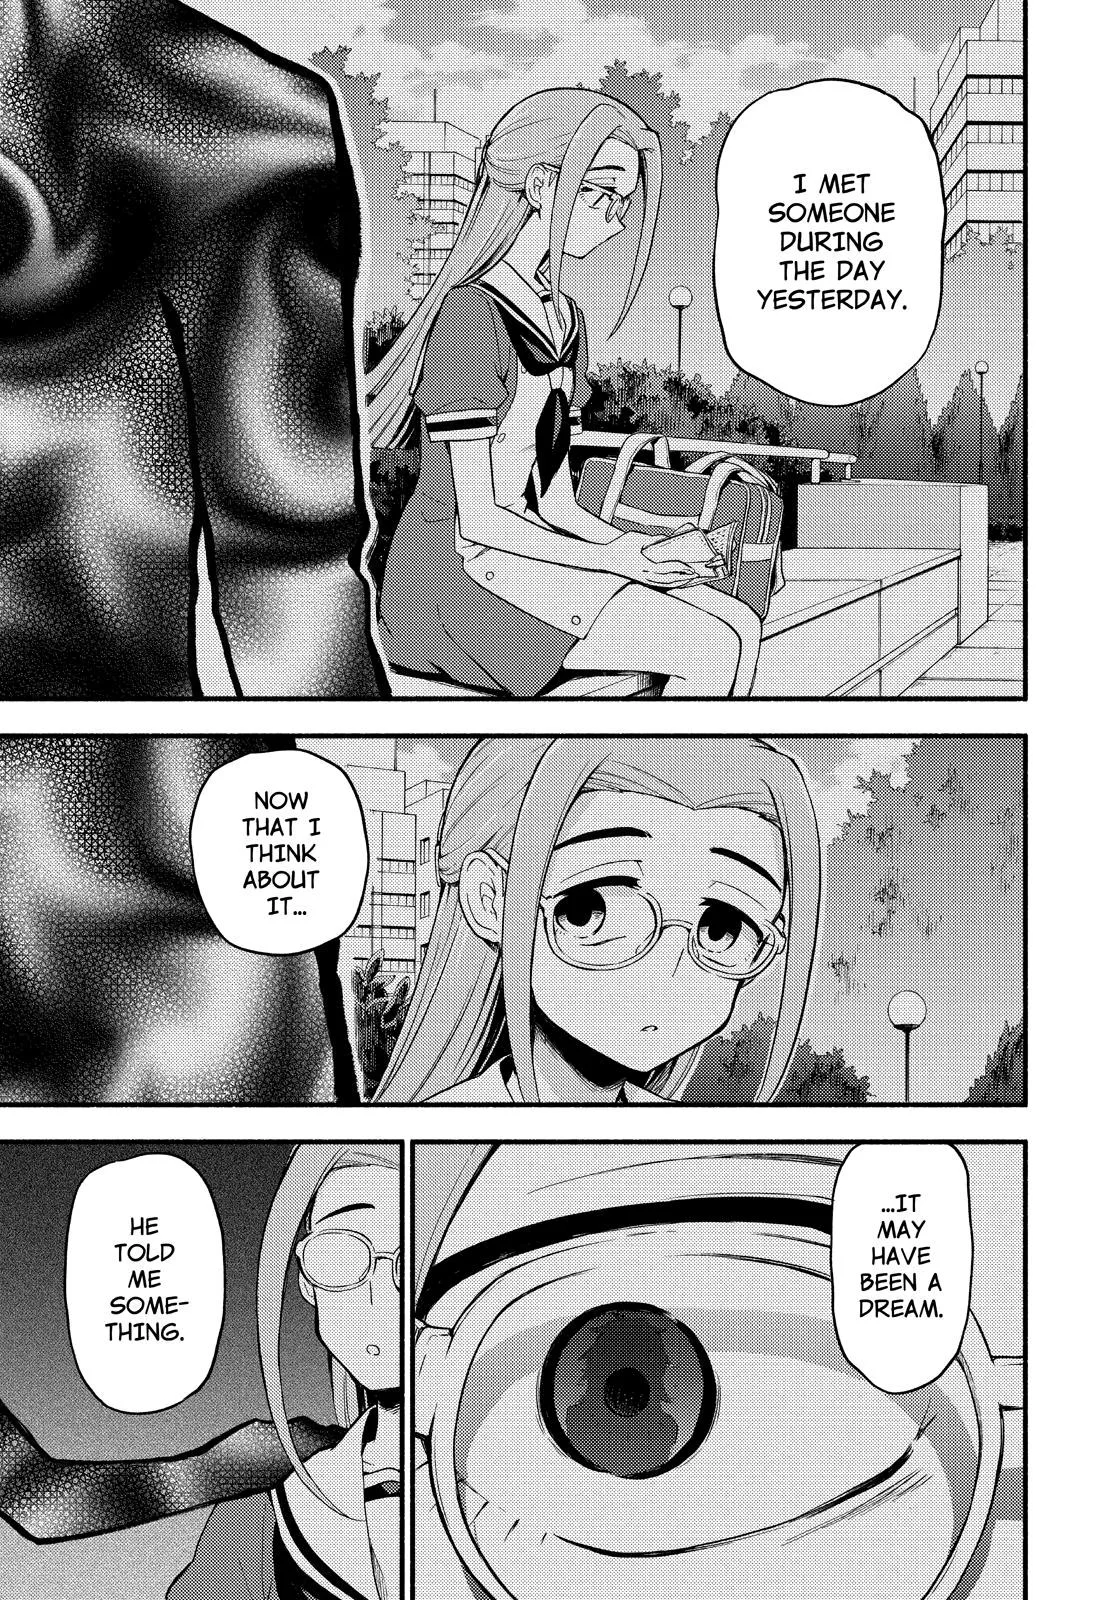 I MET
SOMEONE
DURING
THE DAY
YESTERDAY.
NOW
THAT I
THINK
ABOUT
IT...
...IT
MAY
HAVE
BEEN A
DREAM.
HE
TOLD
ME
SOME-
THING.